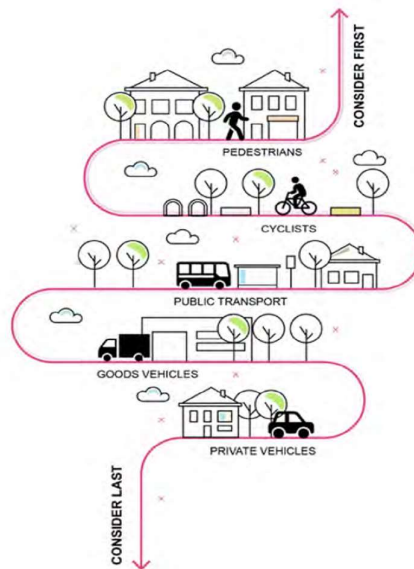 CONSIDER FIRST
PEDESTRIANS
CYCLISTS
PUBLIC TRANSPORT
GOODS VEHICLES
PRIVATE VEHICLES
CONSIDER LAST